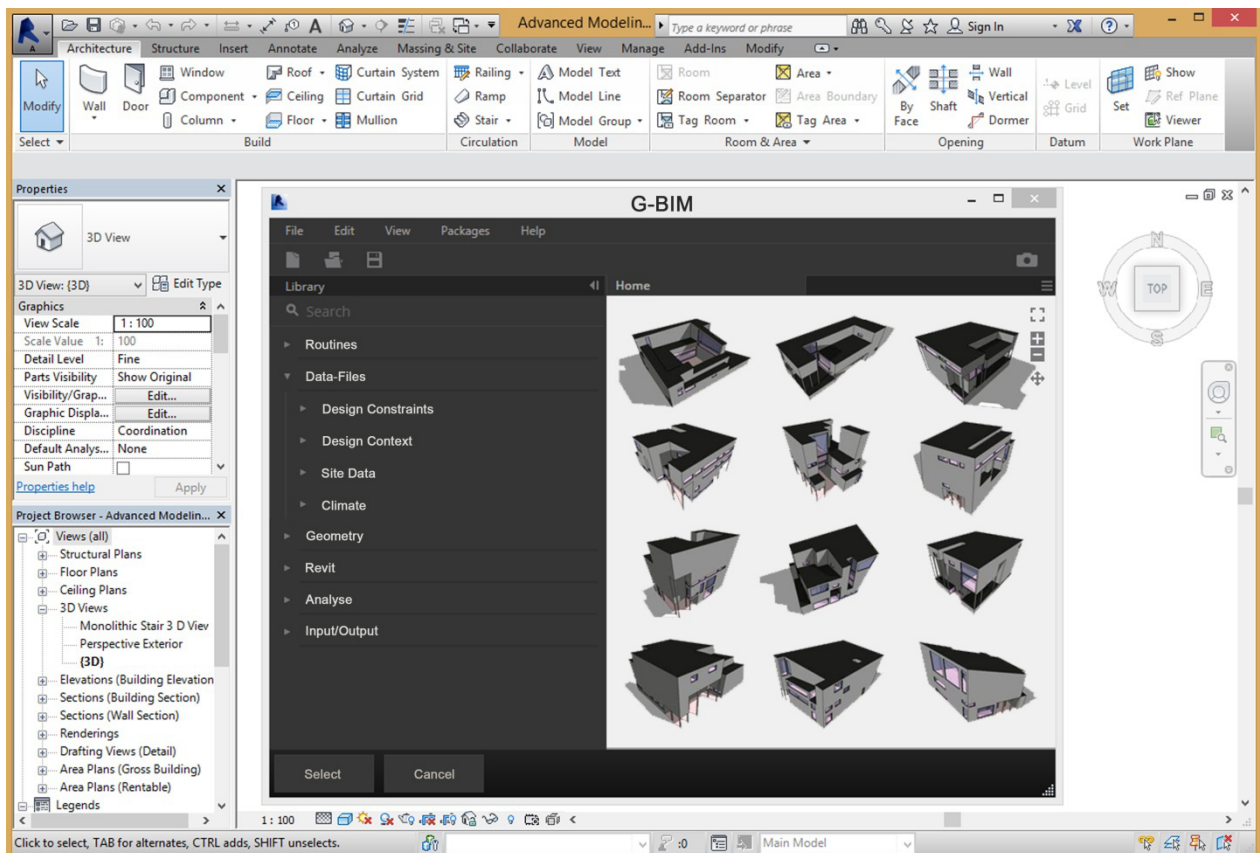 Advanced Modelin...
Type a keyword or phrase
Sign In
Architecture Structure Insert Annotate Analyze Massing & Site Collaborate View Manage Add-Ins Modify
Modify
Wall
Door
Window
Component
Column
Roof
Ceiling
Floor
Curtain System
Curtain Grid
Mullion
Railing
Ramp
Stair
Model Text
Model Line
Model Group
Room
Room Separator
Tag Room
Area
Area Boundary
Tag Area
By Face
Shaft
Wall
Vertical
Dormer
Level
Grid
Set
Show
Ref Plane
Viewer
Select
Build
Circulation
Model
Room & Area
Opening
Datum
Work Plane
Properties
3D View
3D View: {3D}
Edit Type
Graphics
View Scale 1 : 100
Scale Value 1: 100
Detail Level Fine
Parts Visibility Show Original
Visibility/Grap... Edit...
Graphic Displa... Edit...
Discipline Coordination
Default Analys... None
Sun Path
Properties help Apply
Project Browser - Advanced Modelin...
Views (all)
Structural Plans
Floor Plans
Ceiling Plans
3D Views
Monolithic Stair 3 D Viev
Perspective Exterior
{3D}
Elevations (Building Elevation
Sections (Building Section)
Sections (Wall Section)
Renderings
Drafting Views (Detail)
Area Plans (Gross Building)
Area Plans (Rentable)
Legends
G-BIM
File Edit View Packages Help
Library
Home
Search
Routines
Data-Files
Design Constraints
Design Context
Site Data
Climate
Geometry
Revit
Analyse
Input/Output
Select Cancel
N
W TOP E
S
1 : 100
Click to select, TAB for alternates, CTRL adds, SHIFT unselects.
:0
Main Model